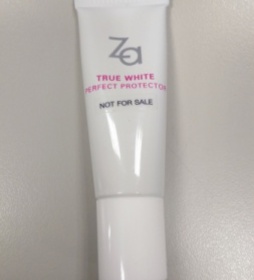 Za
TRUE WHITE
PERFECT PROTECTOR
NOT FOR SALE